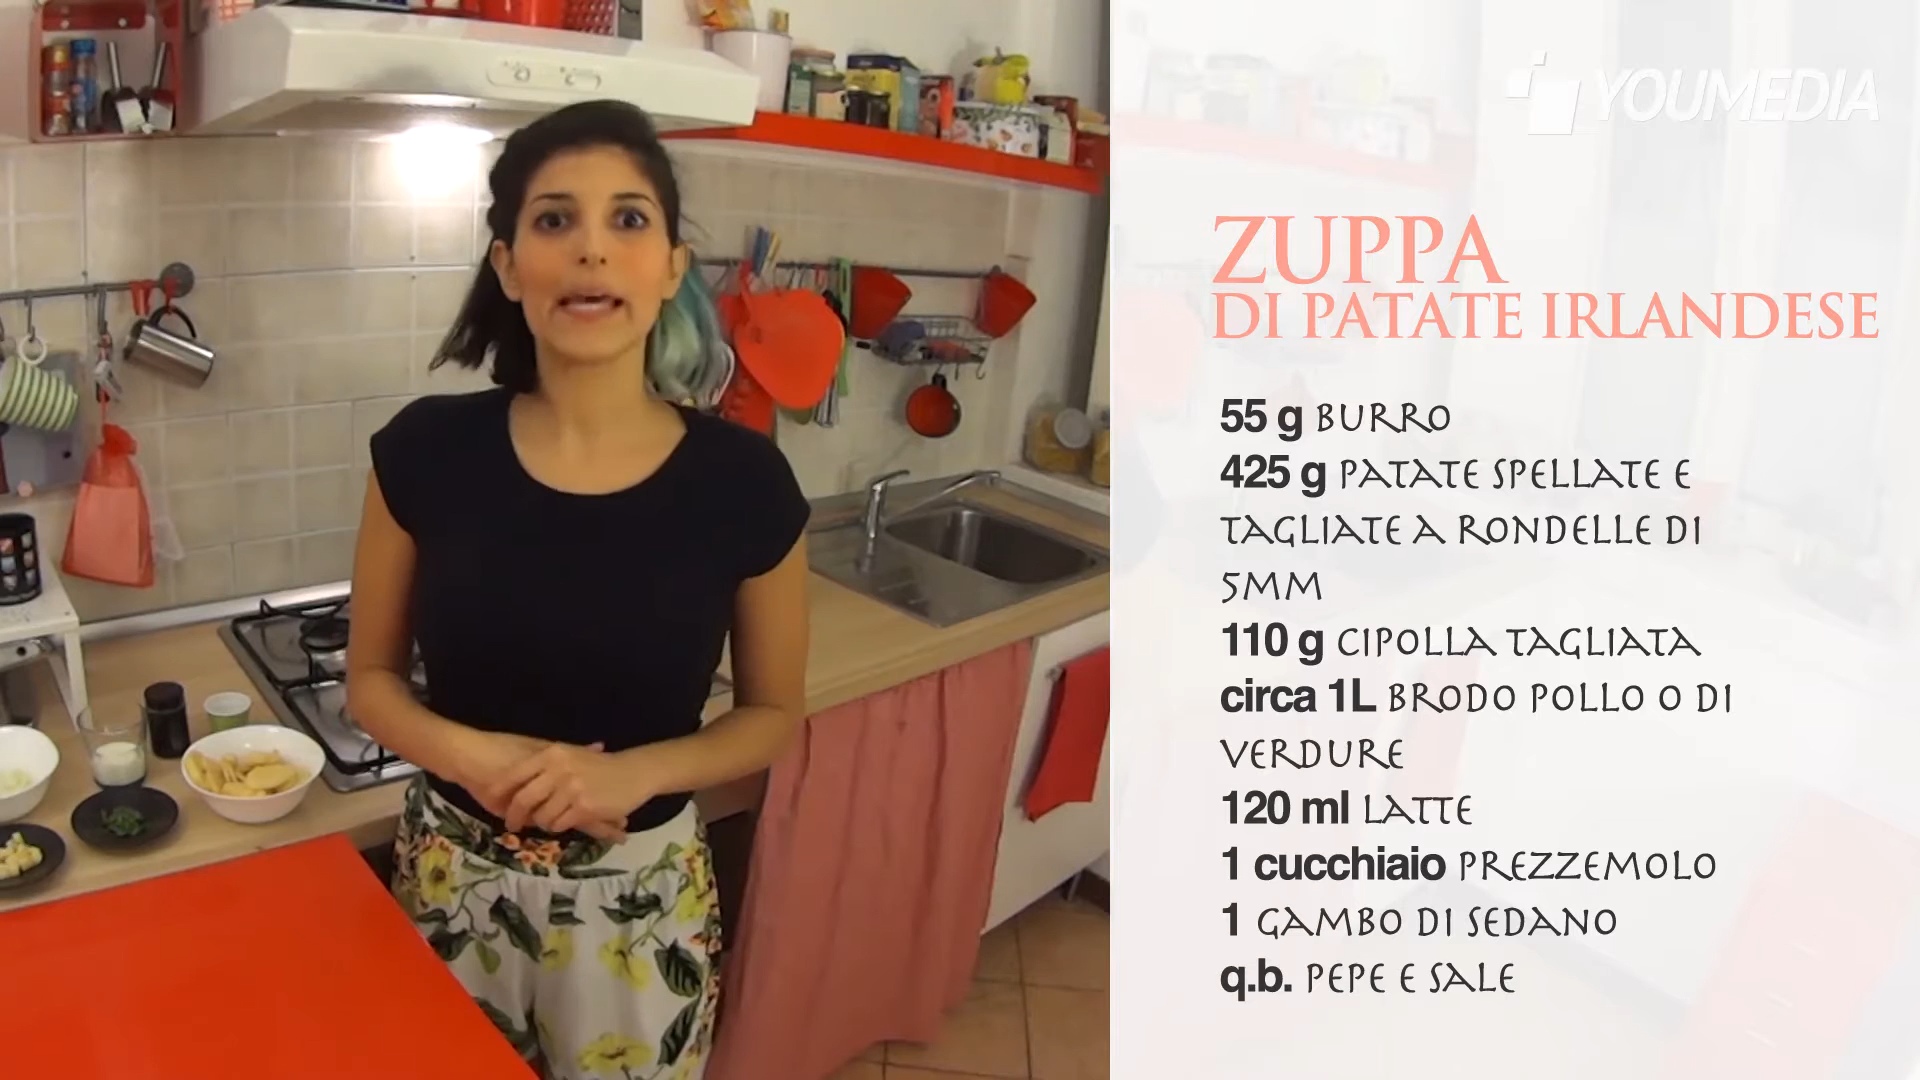 YOUMEDIA
ZUPPA
DI PATATE IRLANDESE
55 g BURRO
425 g PATATE SPELLATE E
TAGLIATE A RONDELLE DI
5MM
110 g CIPOLLA TAGLIATA
circa 1L BRODO POLLO O DI
VERDURE
120 ml LATTE
1 cucchiaio PREZZEMOLO
1 GAMBO DI SEDANO
q.b. PEPE E SALE